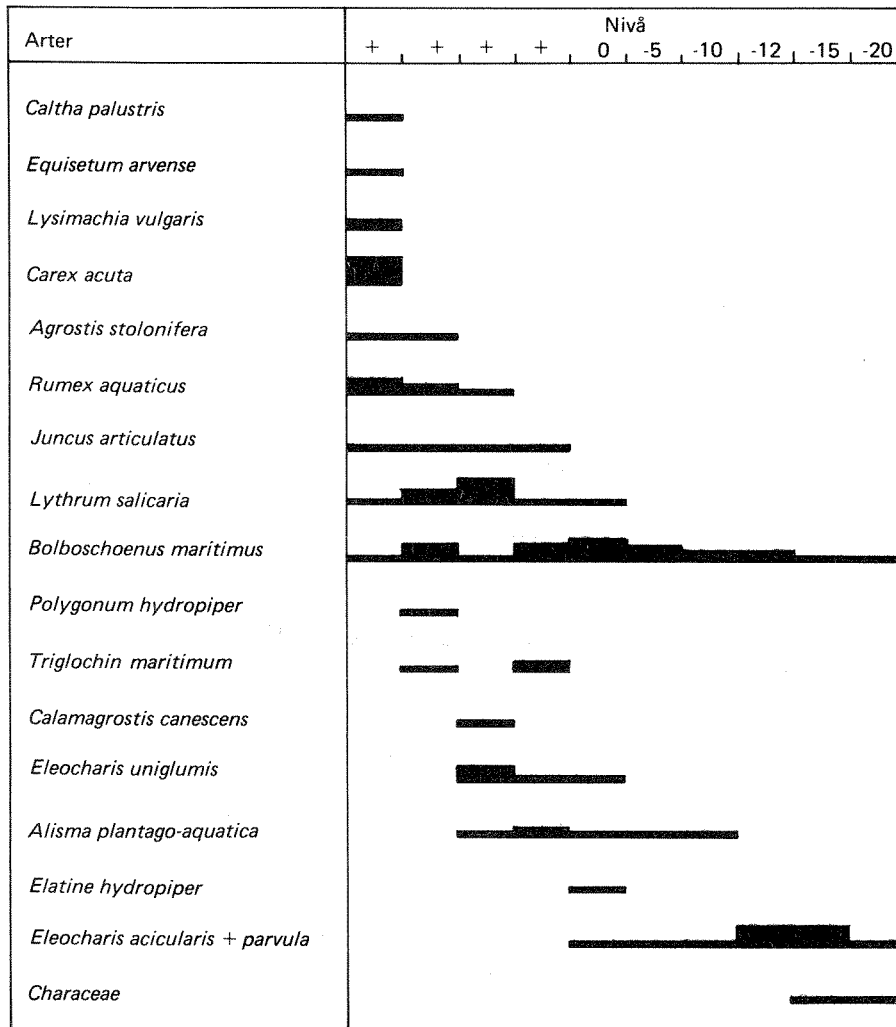 Nivå
Arter + + + + 0 -5 -10 -12 -15 -20
Caltha palustris
Equisetum arvense
Lysimachia vulgaris
Carex acuta
Agrostis stolonifera
Rumex aquaticus
Juncus articulatus
Lythrum salicaria
Bolboschoenus maritimus
Polygonum hydropiper
Triglochin maritimum
Calamagrostis canescens
Eleocharis uniglumis
Alisma plantago-aquatica
Elatine hydropiper
Eleocharis acicularis + parvula
Characeae